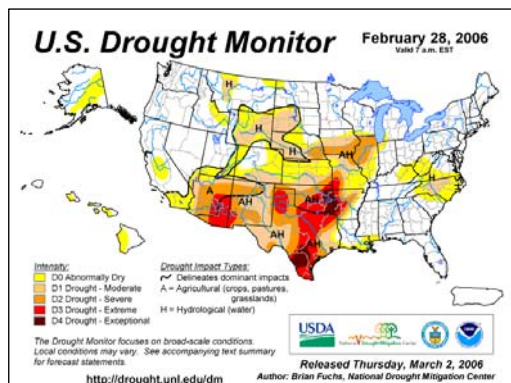 U.S. Drought Monitor
February 28, 2006
Valid 7 a.m. EST
H
H
H
AH
A
AH
AH
AH
AH
H
Intensity:
D0 Abnormally Dry
D1 Drought - Moderate
D2 Drought - Severe
D3 Drought - Extreme
D4 Drought - Exceptional
Drought Impact Types:
Delineates dominant impacts
A = Agricultural (crops, pastures,
grasslands)
H = Hydrological (water)
The Drought Monitor focuses on broad-scale conditions.
Local conditions may vary. See accompanying text summary
for forecast statements.
http://drought.unl.edu/dm
USDA
National Drought Mitigation Center
Released Thursday, March 2, 2006
Author: Brian Fuchs, National Drought Mitigation Center